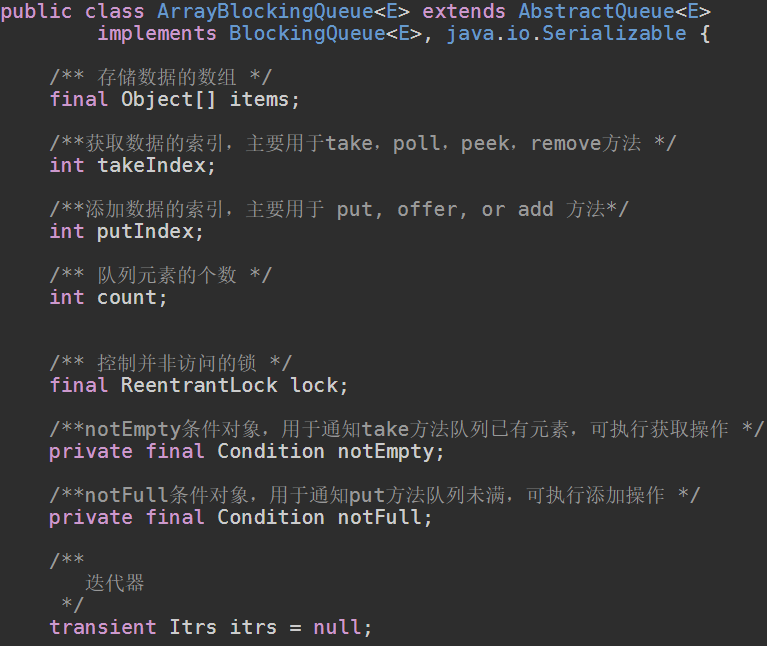 public class ArrayBlockingQueue<E> extends AbstractQueue<E>
implements BlockingQueue<E>, java.io.Serializable {
/** 存储数据的数组 */
final Object[] items;
/**获取数据的索引，主要用于take，poll，peek，remove方法 */
int takeIndex;
/**添加数据的索引，主要用于 put, offer, or add 方法*/
int putIndex;
/** 队列元素的个数 */
int count;
/** 控制并非访问的锁 */
final ReentrantLock lock;
/**notEmpty条件对象，用于通知take方法队列已有元素，可执行获取操作 */
private final Condition notEmpty;
/**notFull条件对象，用于通知put方法队列未满，可执行添加操作 */
private final Condition notFull;
/**
迭代器
*/
transient Itrs itrs = null;